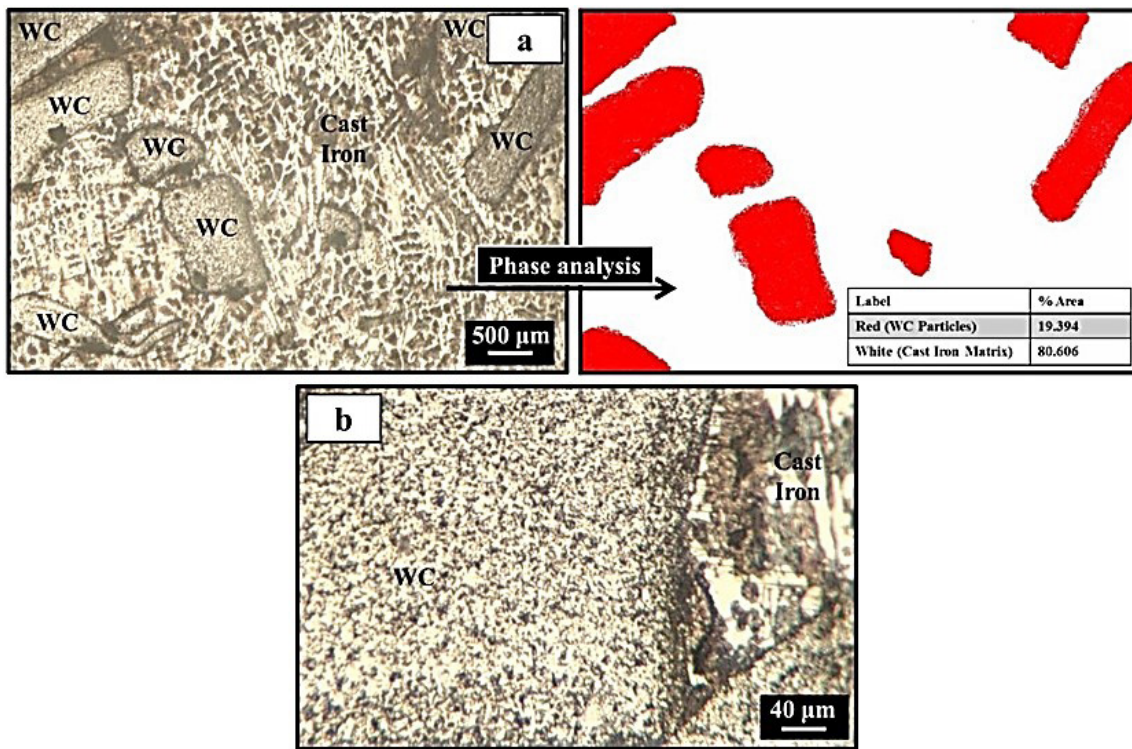 WC
a
WC
WC
Cast
Iron
WC
WC
WC
WC
500 µm
Phase analysis
Label % Area
Red (WC Particles) 19.394
White (Cast Iron Matrix) 80.606
b
Cast
Iron
WC
40 µm